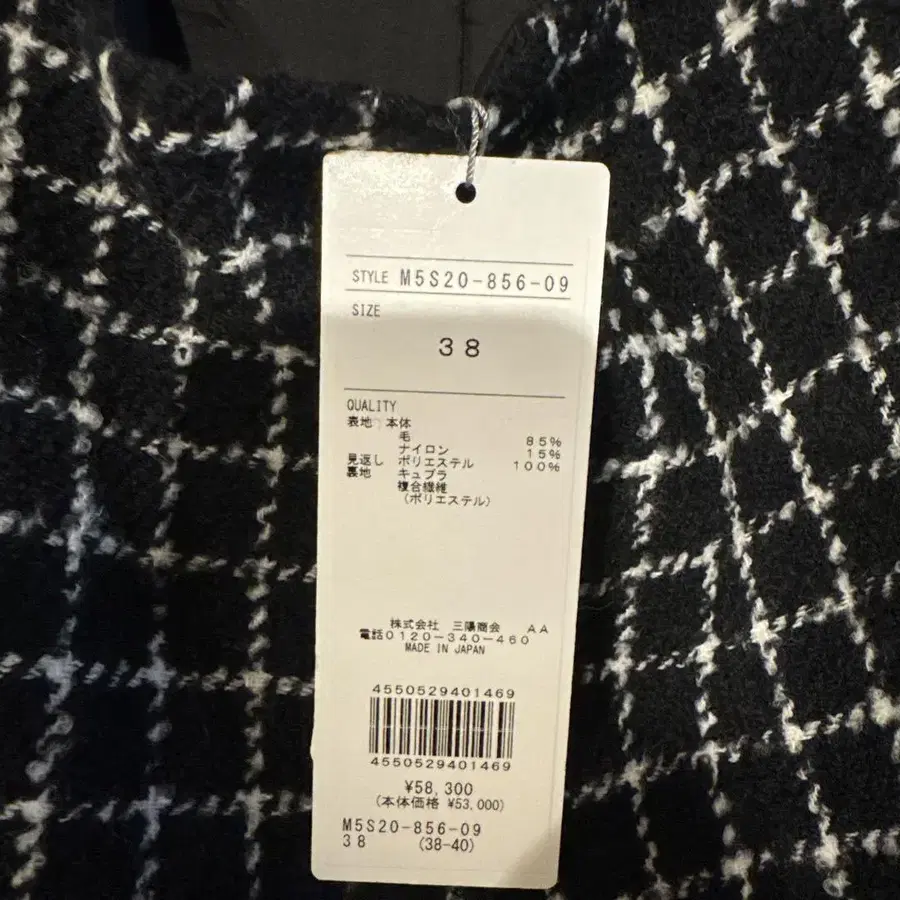 STYLE M5S20-856-09
SIZE
38
QUALITY
表地 本体
毛 85%
ナイロン 15%
見返し ポリエステル 100%
裏地 キュプラ
複合繊維
(ポリエステル)
株式会社 三陽商会 AA
電話0120-340-460
MADE IN JAPAN
4550529401469
4550529401469
¥58,300
(本体価格 ¥53,000)
M5S20-856-09
38 (38-40)